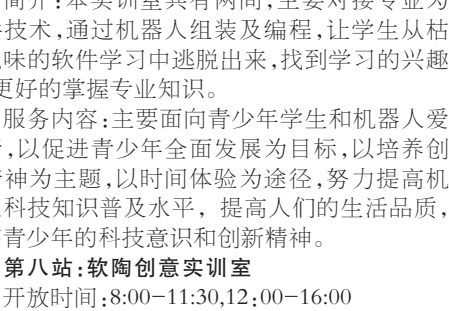 简介:本实训室共有两间,主要对接专业为
技术,通过机器人组装及编程,让学生从枯
味的软件学习中逃脱出来,找到学习的兴趣
更好的掌握专业知识。
服务内容:主要面向青少年学生和机器人爱
,以促进青少年全面发展为目标,以培养创
神为主题,以时间体验为途径,努力提高机
科技知识普及水平, 提高人们的生活品质,
青少年的科技意识和创新精神。
第八站:软陶创意实训室
开放时间:8:00-11:30,12:00-16:00